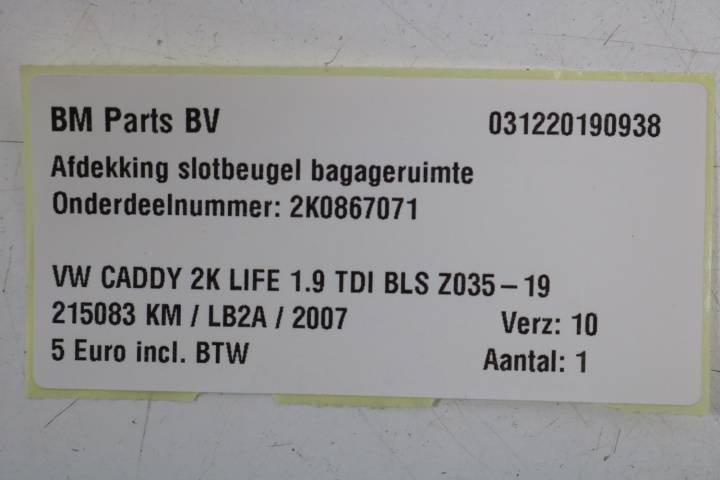 BM Parts BV 031220190938
Afdekking slotbeugel bagageruimte
Onderdeelnummer: 2K0867071
VW CADDY 2K LIFE 1.9 TDI BLS Z035 – 19
215083 KM / LB2A / 2007 Verz: 10
5 Euro incl. BTW Aantal: 1